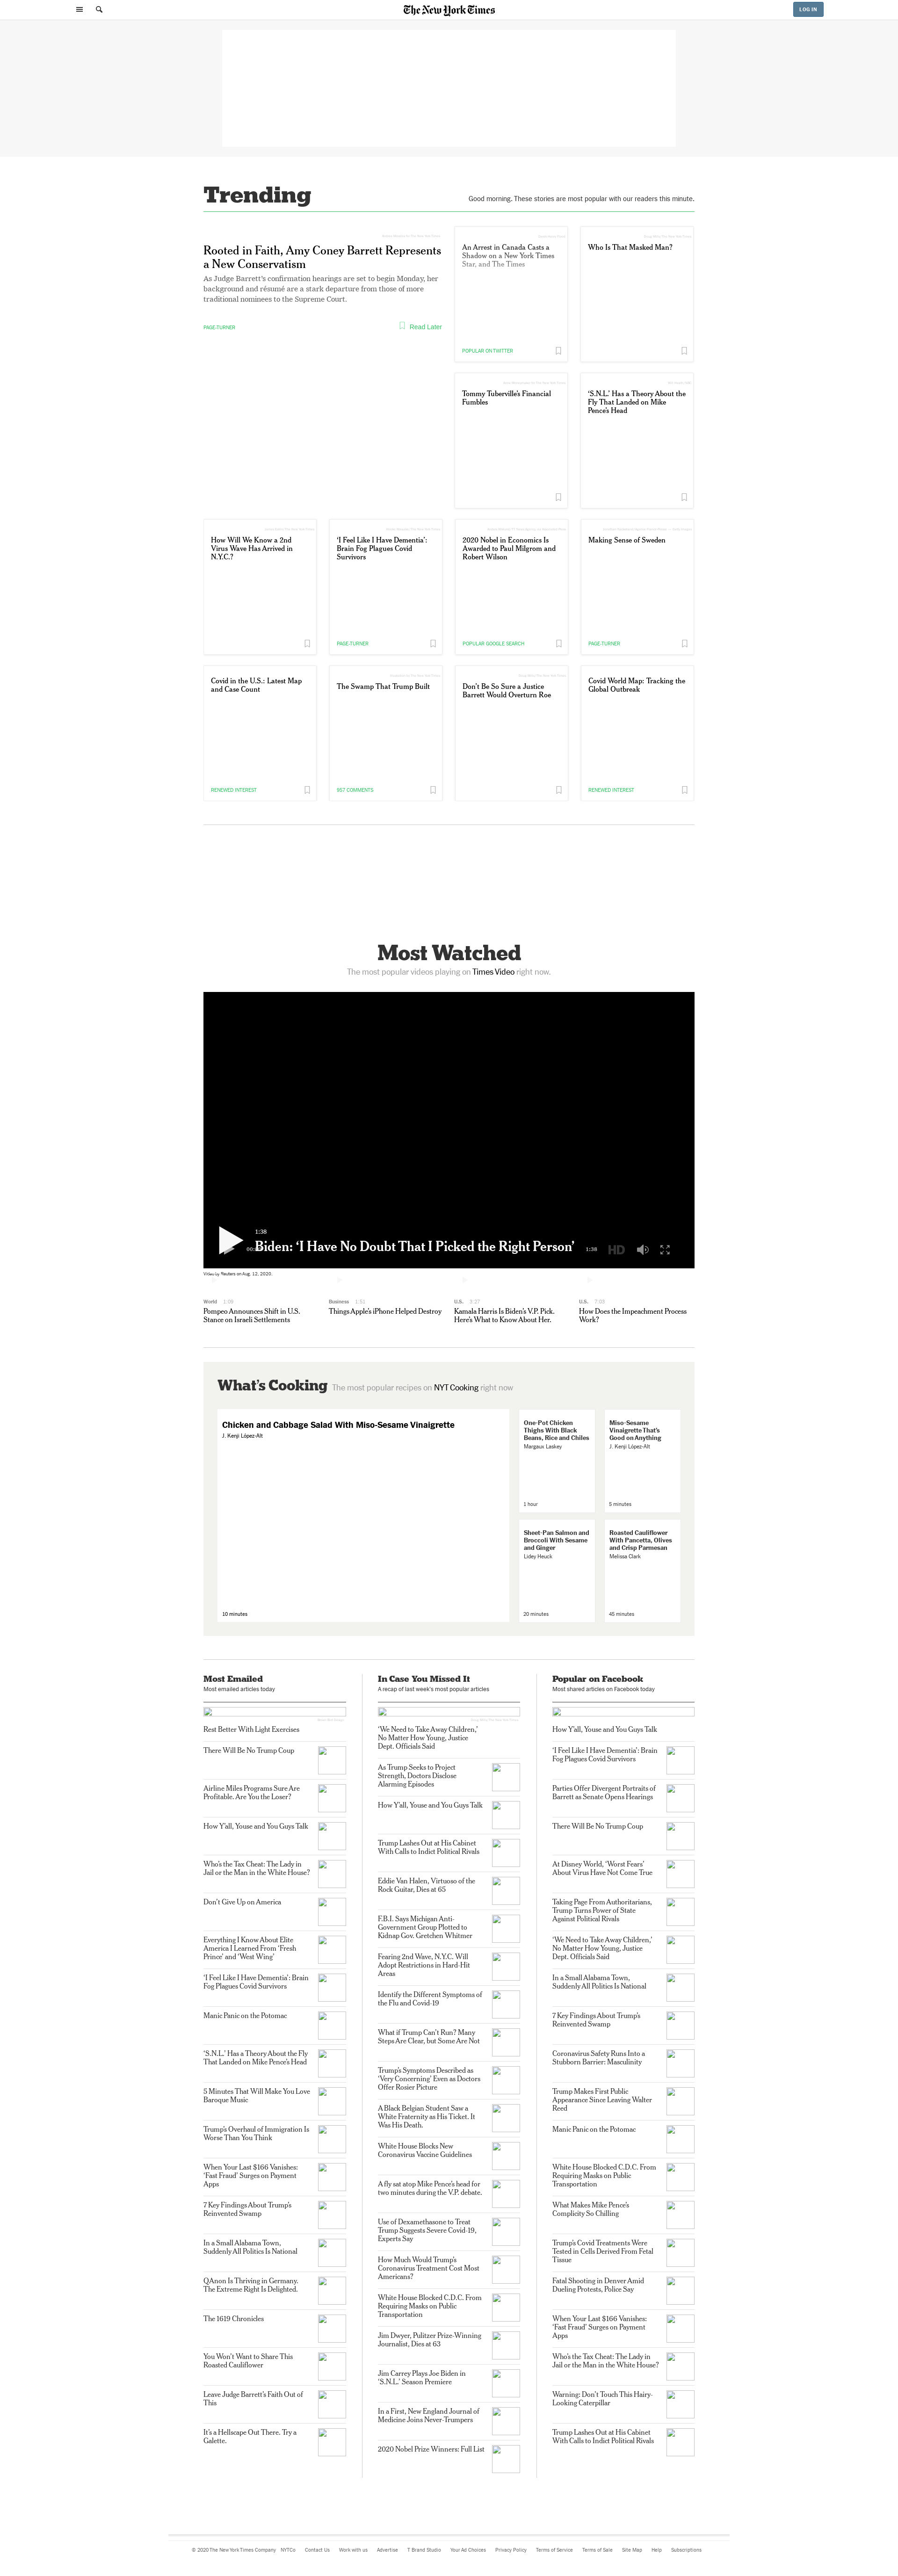 The New York Times
LOG IN
Trending
Good morning. These stories are most popular with our readers this minute.
Rooted in Faith, Amy Coney Barrett Represents
a New Conservatism
As Judge Barrett's confirmation hearings are set to begin Monday, her
background and résumé are a stark departure from those of more
traditional nominees to the Supreme Court.
PAGE-TURNER
Read Later
An Arrest in Canada Casts a
Shadow on a New York Times
Star, and The Times
POPULAR ON TWITTER
Who Is That Masked Man?
Tommy Tuberville's Financial
Fumbles
‘S.N.L.’ Has a Theory About the
Fly That Landed on Mike
Pence’s Head
How Will We Know a 2nd
Virus Wave Has Arrived in
N.Y.C.?
‘I Feel Like I Have Dementia’:
Brain Fog Plagues Covid
Survivors
PAGE-TURNER
2020 Nobel in Economics Is
Awarded to Paul Milgrom and
Robert Wilson
POPULAR GOOGLE SEARCH
Making Sense of Sweden
PAGE-TURNER
Covid in the U.S.: Latest Map
and Case Count
RENEWED INTEREST
The Swamp That Trump Built
867 COMMENTS
Don’t Be So Sure a Justice
Barrett Would Overturn Roe
Covid World Map: Tracking the
Global Outbreak
RENEWED INTEREST
Most Watched
The most popular videos playing on Times Video right now.
1:38
Biden: ‘I Have No Doubt That I Picked the Right Person’
1:38
HD
Video by Reuters on Aug. 12, 2020.
World 1:09
Pompeo Announces Shift in U.S.
Stance on Israeli Settlements
Business 1:51
Things Apple’s iPhone Helped Destroy
U.S. 3:27
Kamala Harris Is Biden’s V.P. Pick.
Here’s What to Know About Her.
U.S. 7:03
How Does the Impeachment Process
Work?
What’s Cooking The most popular recipes on NYT Cooking right now
Chicken and Cabbage Salad With Miso-Sesame Vinaigrette
J. Kenji López-Alt
10 minutes
One-Pot Chicken
Thighs With Black
Beans, Rice and Chiles
Margaux Laskey
1 hour
Miso-Sesame
Vinaigrette That’s
Good on Anything
J. Kenji López-Alt
5 minutes
Sheet-Pan Salmon and
Broccoli With Sesame
and Ginger
Lidey Heuck
20 minutes
Roasted Cauliflower
With Pancetta, Olives
and Crisp Parmesan
Melissa Clark
45 minutes
Most Emailed
Most emailed articles today
Rest Better With Light Exercises
There Will Be No Trump Coup
Airline Miles Programs Sure Are
Profitable. Are You the Loser?
How Y’all, Youse and You Guys Talk
Who’s the Tax Cheat: The Lady in
Jail or the Man in the White House?
Don’t Give Up on America
Everything I Know About Elite
America I Learned From ‘Fresh
Prince’ and ‘West Wing’
‘I Feel Like I Have Dementia’: Brain
Fog Plagues Covid Survivors
Manic Panic on the Potomac
‘S.N.L.’ Has a Theory About the Fly
That Landed on Mike Pence’s Head
5 Minutes That Will Make You Love
Baroque Music
Trump’s Overhaul of Immigration Is
Worse Than You Think
When Your Last $166 Vanishes:
‘Fast Fraud’ Surges on Payment
Apps
7 Key Findings About Trump’s
Reinvented Swamp
In a Small Alabama Town,
Suddenly All Politics Is National
QAnon Is Thriving in Germany.
The Extreme Right Is Delighted.
The 1619 Chronicles
You Won’t Want to Share This
Roasted Cauliflower
Leave Judge Barrett’s Faith Out of
This
It’s a Hellscape Out There. Try a
Galette.
In Case You Missed It
A recap of last week’s most popular articles
‘We Need to Take Away Children,’
No Matter How Young, Justice
Dept. Officials Said
As Trump Seeks to Project
Strength, Doctors Disclose
Alarming Episodes
How Y’all, Youse and You Guys Talk
Trump Lashes Out at His Cabinet
With Calls to Indict Political Rivals
Eddie Van Halen, Virtuoso of the
Rock Guitar, Dies at 65
F.B.I. Says Michigan Anti-
Government Group Plotted to
Kidnap Gov. Gretchen Whitmer
Fearing 2nd Wave, N.Y.C. Will
Adopt Restrictions in Hard-Hit
Areas
Identify the Different Symptoms of
the Flu and Covid-19
What if Trump Can’t Run? Many
Steps Are Clear, but Some Are Not
Trump’s Symptoms Described as
‘Very Concerning’ Even as Doctors
Offer Rosier Picture
A Black Belgian Student Saw a
White Fraternity as His Ticket. It
Was His Death.
White House Blocks New
Coronavirus Vaccine Guidelines
A fly sat atop Mike Pence’s head for
two minutes during the V.P. debate.
Use of Dexamethasone to Treat
Trump Suggests Severe Covid-19,
Experts Say
How Much Would Trump’s
Coronavirus Treatment Cost Most
Americans?
White House Blocked C.D.C. From
Requiring Masks on Public
Transportation
Jim Dwyer, Pulitzer Prize-Winning
Journalist, Dies at 63
Jim Carrey Plays Joe Biden in
‘S.N.L.’ Season Premiere
In a First, New England Journal of
Medicine Joins Never-Trumpers
2020 Nobel Prize Winners: Full List
Popular on Facebook
Most shared articles on Facebook today
How Y’all, Youse and You Guys Talk
‘I Feel Like I Have Dementia’: Brain
Fog Plagues Covid Survivors
Parties Offer Divergent Portraits of
Barrett as Senate Opens Hearings
There Will Be No Trump Coup
At Disney World, ‘Worst Fears’
About Virus Have Not Come True
Taking Page From Authoritarians,
Trump Turns Power of State
Against Political Rivals
‘We Need to Take Away Children,’
No Matter How Young, Justice
Dept. Officials Said
In a Small Alabama Town,
Suddenly All Politics Is National
7 Key Findings About Trump’s
Reinvented Swamp
Coronavirus Safety Runs Into a
Stubborn Barrier: Masculinity
Trump Makes First Public
Appearance Since Leaving Walter
Reed
Manic Panic on the Potomac
White House Blocked C.D.C. From
Requiring Masks on Public
Transportation
What Makes Mike Pence’s
Complicity So Chilling
Trump’s Covid Treatments Were
Tested in Cells Derived From Fetal
Tissue
Fatal Shooting in Denver Amid
Dueling Protests, Police Say
When Your Last $166 Vanishes:
‘Fast Fraud’ Surges on Payment
Apps
Who’s the Tax Cheat: The Lady in
Jail or the Man in the White House?
Warning: Don’t Touch This Hairy-
Looking Caterpillar
Trump Lashes Out at His Cabinet
With Calls to Indict Political Rivals
© 2020 The New York Times Company NYTCo Contact Us Work with us Advertise T Brand Studio Your Ad Choices Privacy Policy Terms of Service Terms of Sale Site Map Help Subscriptions